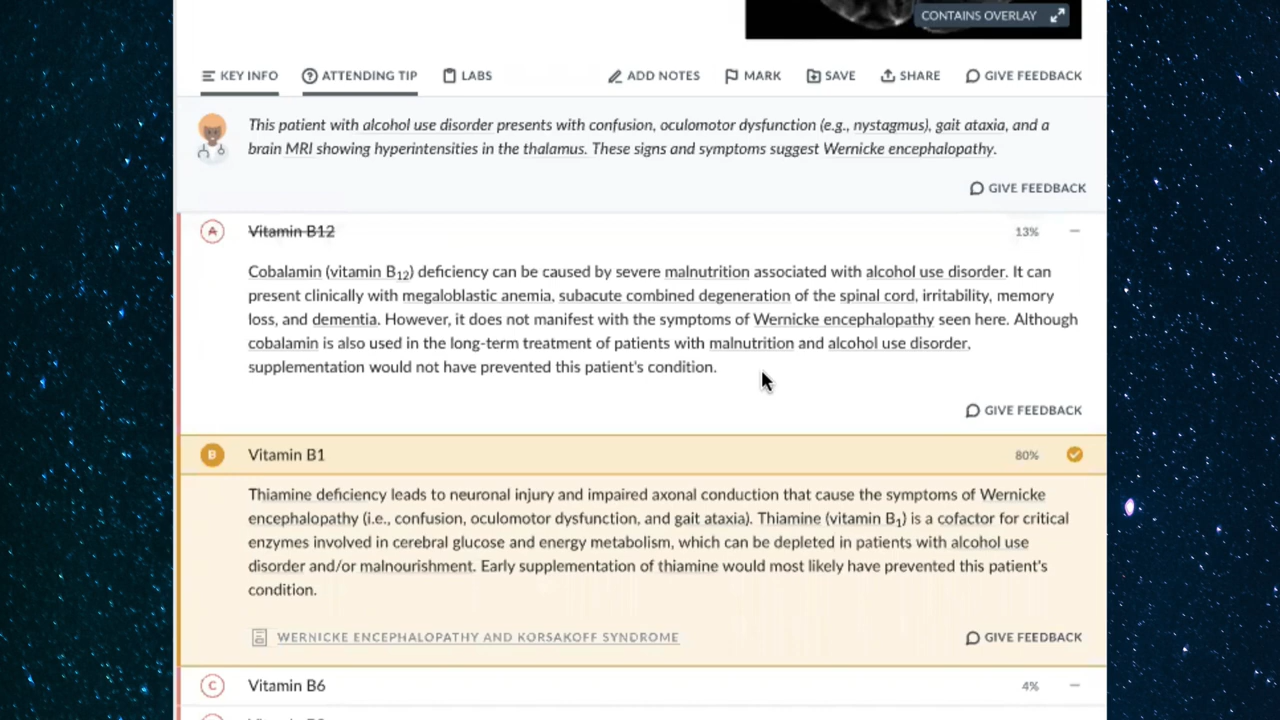 CONTAINS OVERLAY
KEY INFO ATTENDING TIP LABS ADD NOTES MARK SAVE SHARE GIVE FEEDBACK
This patient with alcohol use disorder presents with confusion, oculomotor dysfunction (e.g., nystagmus), gait ataxia, and a
brain MRI showing hyperintensities in the thalamus. These signs and symptoms suggest Wernicke encephalopathy.
GIVE FEEDBACK
A Vitamin B12 13%
Cobalamin (vitamin B12) deficiency can be caused by severe malnutrition associated with alcohol use disorder. It can
present clinically with megaloblastic anemia, subacute combined degeneration of the spinal cord, irritability, memory
loss, and dementia. However, it does not manifest with the symptoms of Wernicke encephalopathy seen here. Although
cobalamin is also used in the long-term treatment of patients with malnutrition and alcohol use disorder,
supplementation would not have prevented this patient's condition.
GIVE FEEDBACK
B Vitamin B1 80%
Thiamine deficiency leads to neuronal injury and impaired axonal conduction that cause the symptoms of Wernicke
encephalopathy (i.e., confusion, oculomotor dysfunction, and gait ataxia). Thiamine (vitamin B1) is a cofactor for critical
enzymes involved in cerebral glucose and energy metabolism, which can be depleted in patients with alcohol use
disorder and/or malnourishment. Early supplementation of thiamine would most likely have prevented this patient's
condition.
WERNICKE ENCEPHALOPATHY AND KORSAKOFF SYNDROME GIVE FEEDBACK
C Vitamin B6 4%